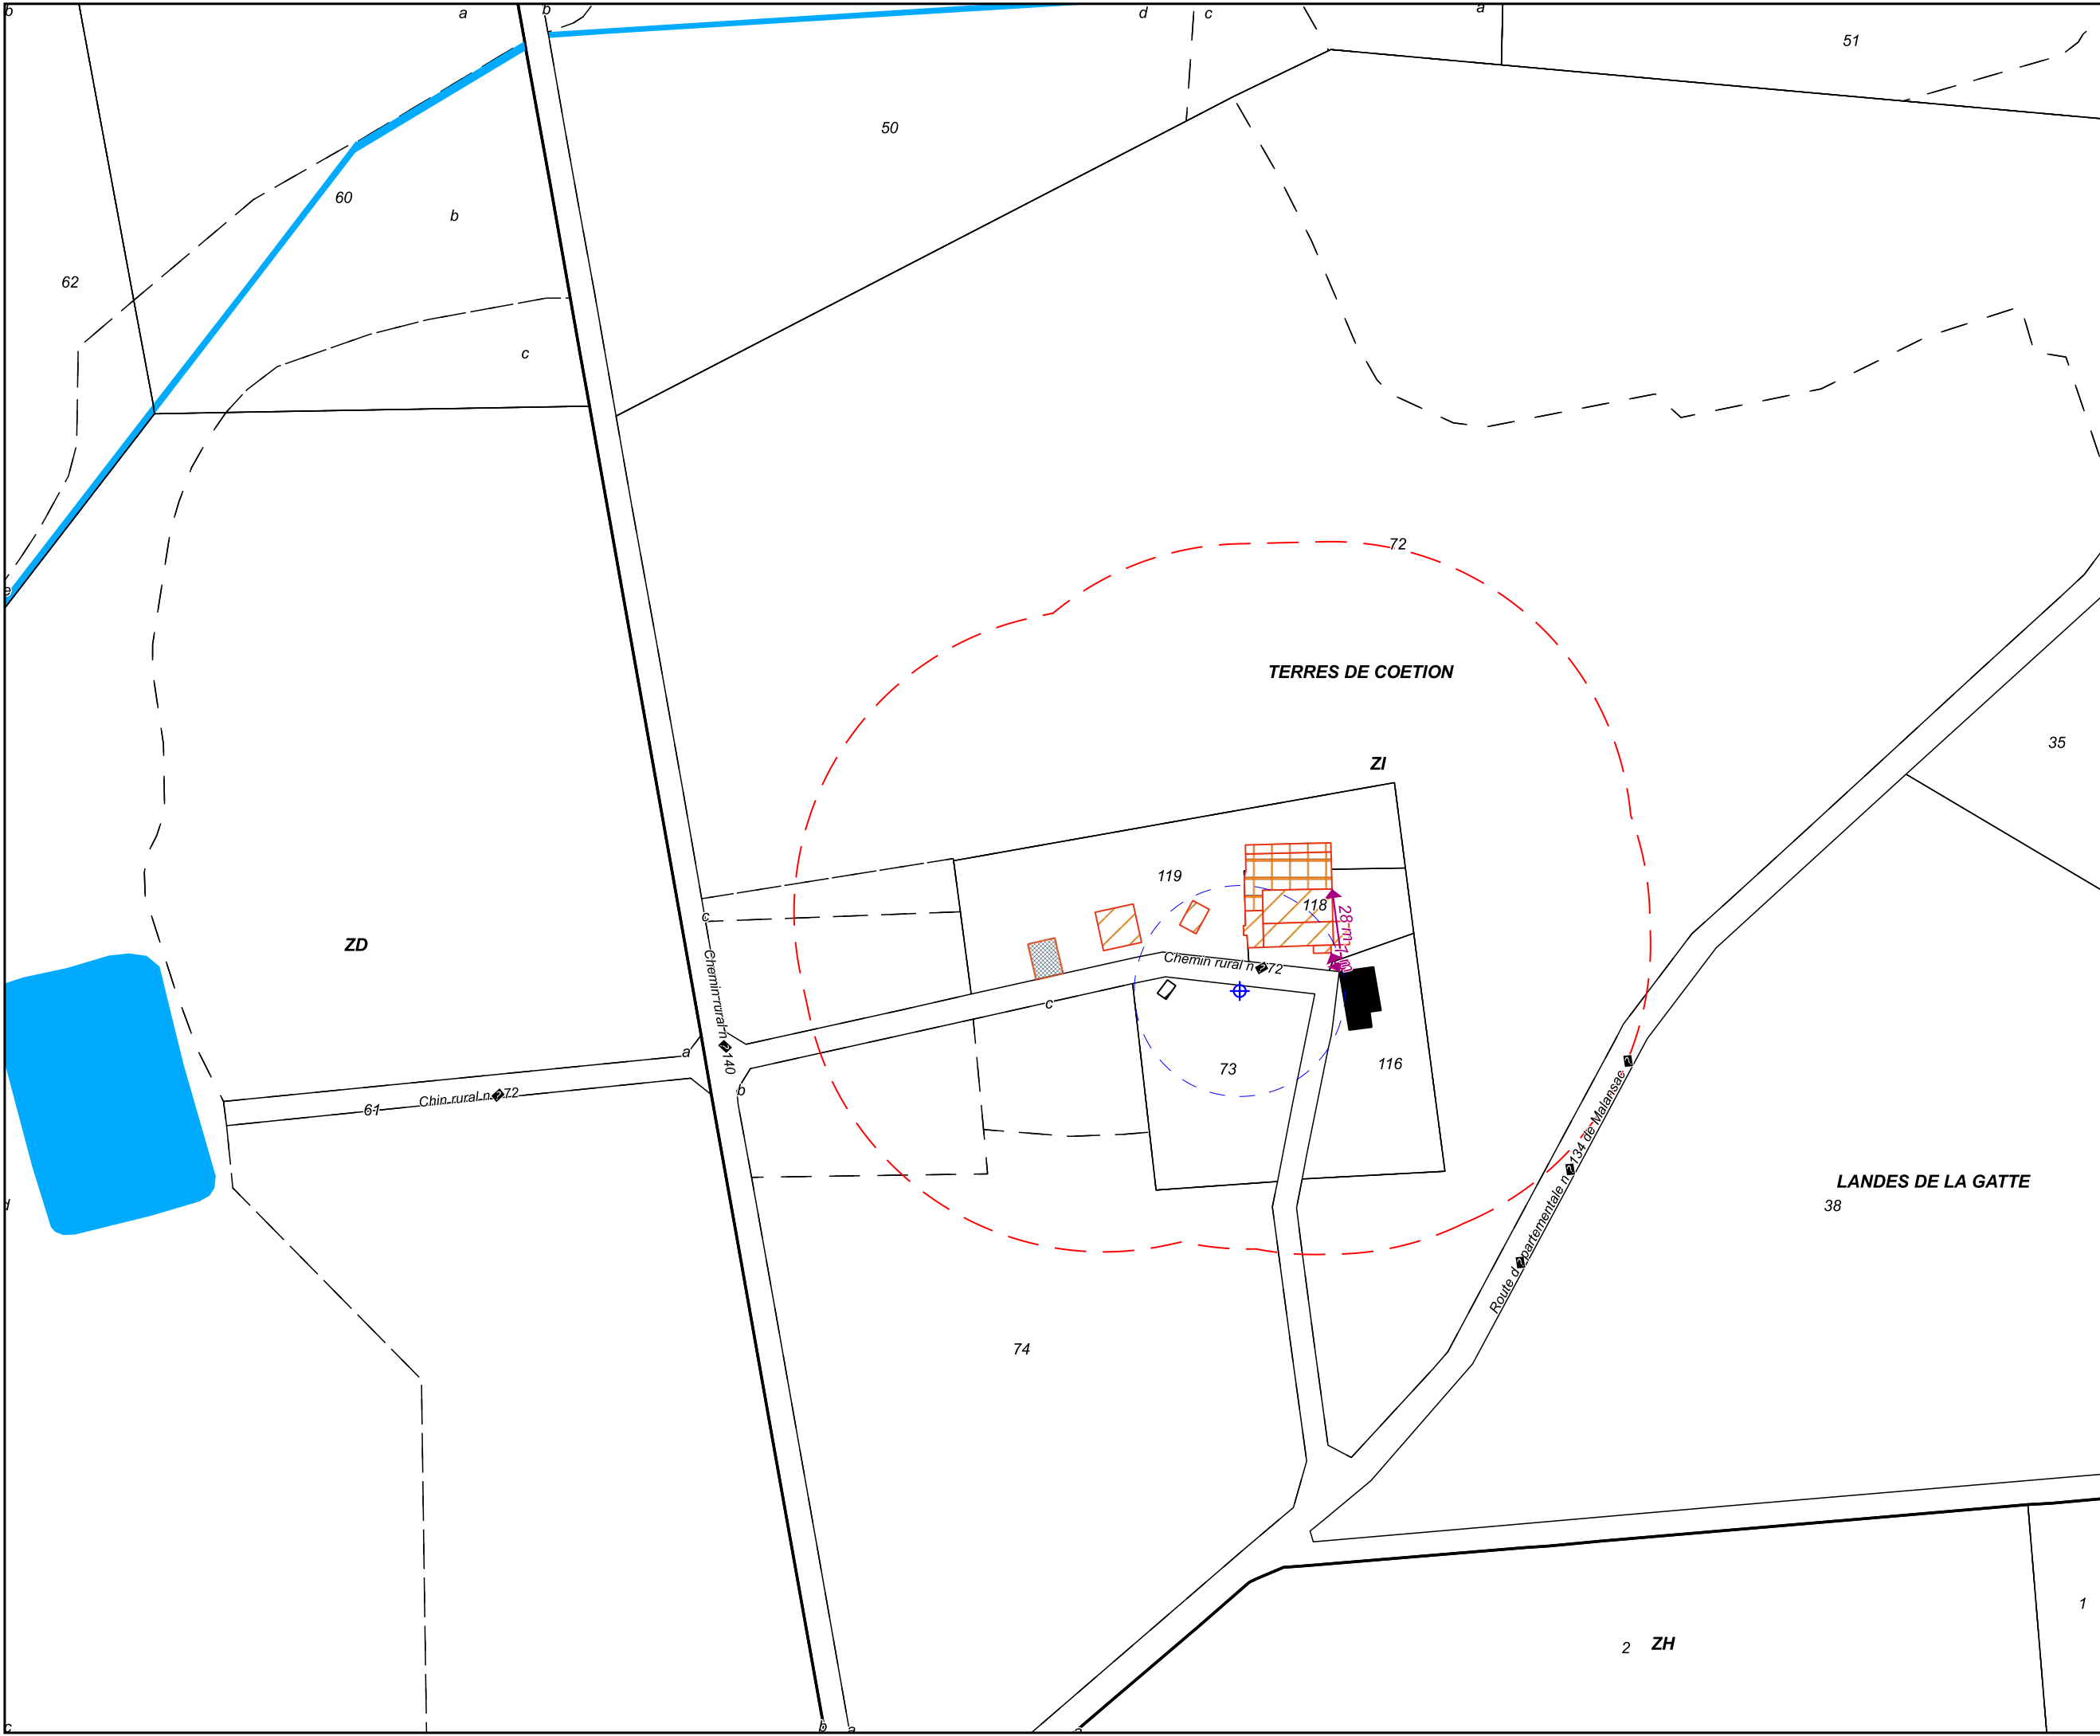 b
a
b
d
c
a
51
50
60
b
62
c
72
TERRES DE COETION
e
ZI
35
119
118
28 m
c
ZD
Chemin rural n�72
Chemin rural n�140
c
a
73
116
b
Chin rural n�72
61
Route d�partementale n�134 de Malansac �
LANDES DE LA GATTE
38
d
74
1
2
ZH
c
b
a
a